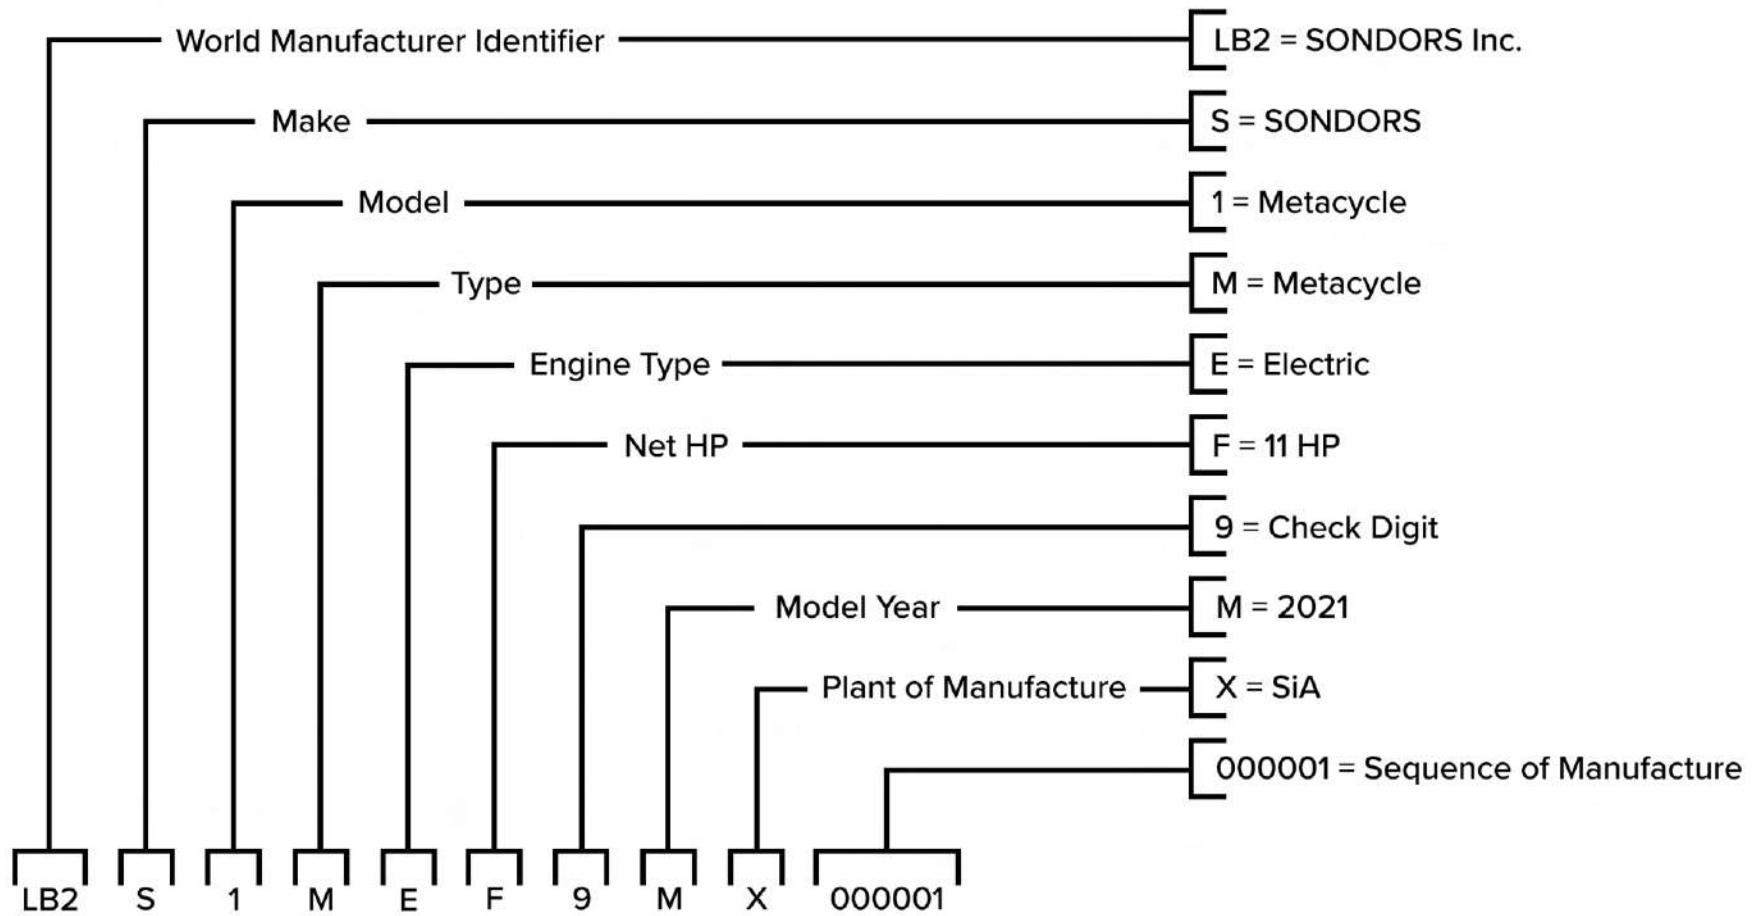 World Manufacturer Identifier LB2 = SONDORS Inc.
Make S = SONDORS
Model 1 = Metacycle
Type M = Metacycle
Engine Type E = Electric
Net HP F = 11 HP
9 = Check Digit
Model Year M = 2021
Plant of Manufacture X = SiA
000001 = Sequence of Manufacture
LB2 S 1 M E F 9 M X 000001